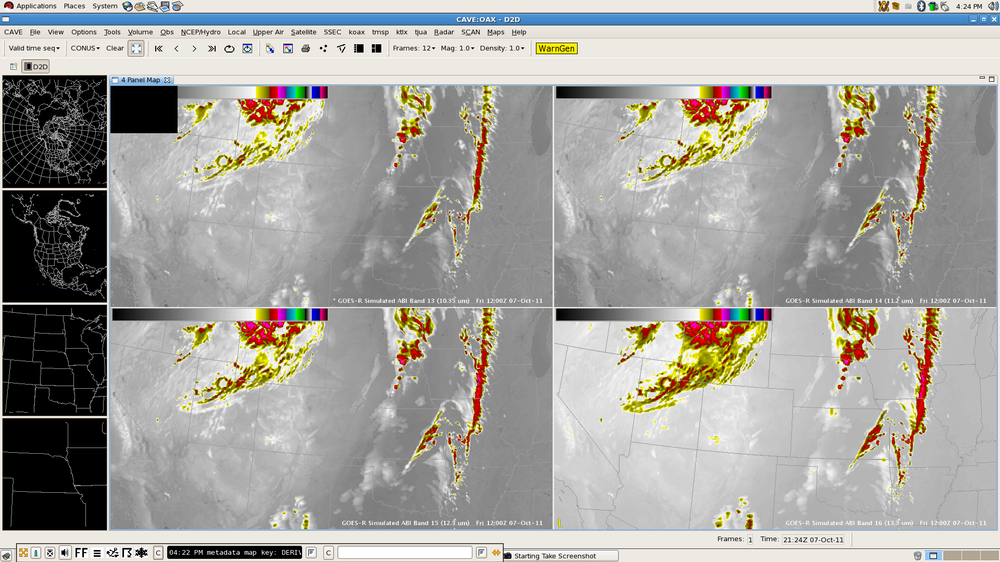 Applications Places System 4:24 PM
CAVE:OAX - D2D
CAVE File View Options Tools Volume Obs NCEP/Hydro Local Upper Air Satellite SSEC koax tmsp ktlx tjua Radar SCAN Maps Help
Valid time seq CONUS Clear Frames: 12 Mag: 1.0 Density: 1.0 WarnGen
D2D
4 Panel Map
* GOES-R Simulated ABI Band 13 (10.35 um) Fri 12:00Z 07-Oct-11
GOES-R Simulated ABI Band 14 (11.2 um) Fri 12:00Z 07-Oct-11
GOES-R Simulated ABI Band 15 (12.3 um) Fri 12:00Z 07-Oct-11
L
GOES-R Simulated ABI Band 16 (13.3 um) Fri 12:00Z 07-Oct-11
Frames: 1 Time: 21:24Z 07-Oct-11
FF C 04:22 PM metadata map key: DERIV C
Starting Take Screenshot